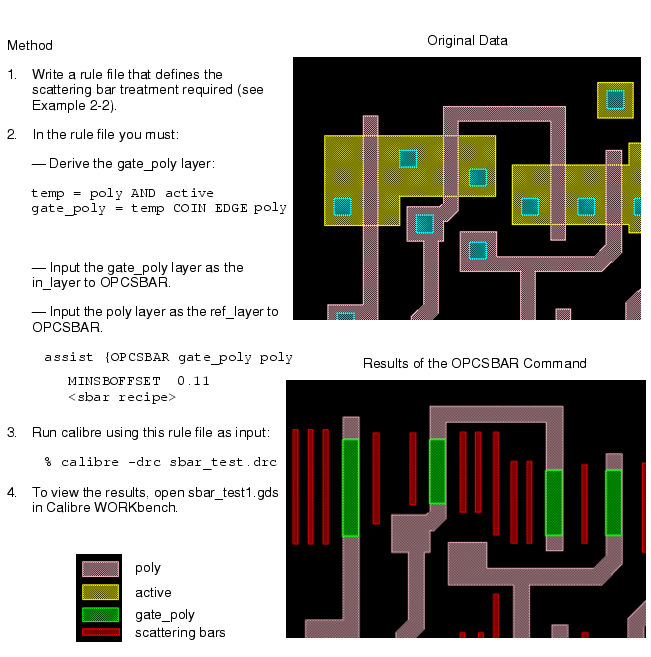 Method
1. Write a rule file that defines the
scattering bar treatment required (see
Example 2-2).
2. In the rule file you must:
— Derive the gate_poly layer:
temp = poly AND active
gate_poly = temp COIN EDGE poly
— Input the gate_poly layer as the
in_layer to OPCSBAR.
— Input the poly layer as the ref_layer to
OPCSBAR.
assist {OPCSBAR gate_poly poly
MINSBOFFSET 0.11
<sbar recipe>
3. Run calibre using this rule file as input:
% calibre -drc sbar_test.drc
4. To view the results, open sbar_test1.gds
in Calibre WORKbench.
poly
active
gate_poly
scattering bars
Original Data
Results of the OPCSBAR Command